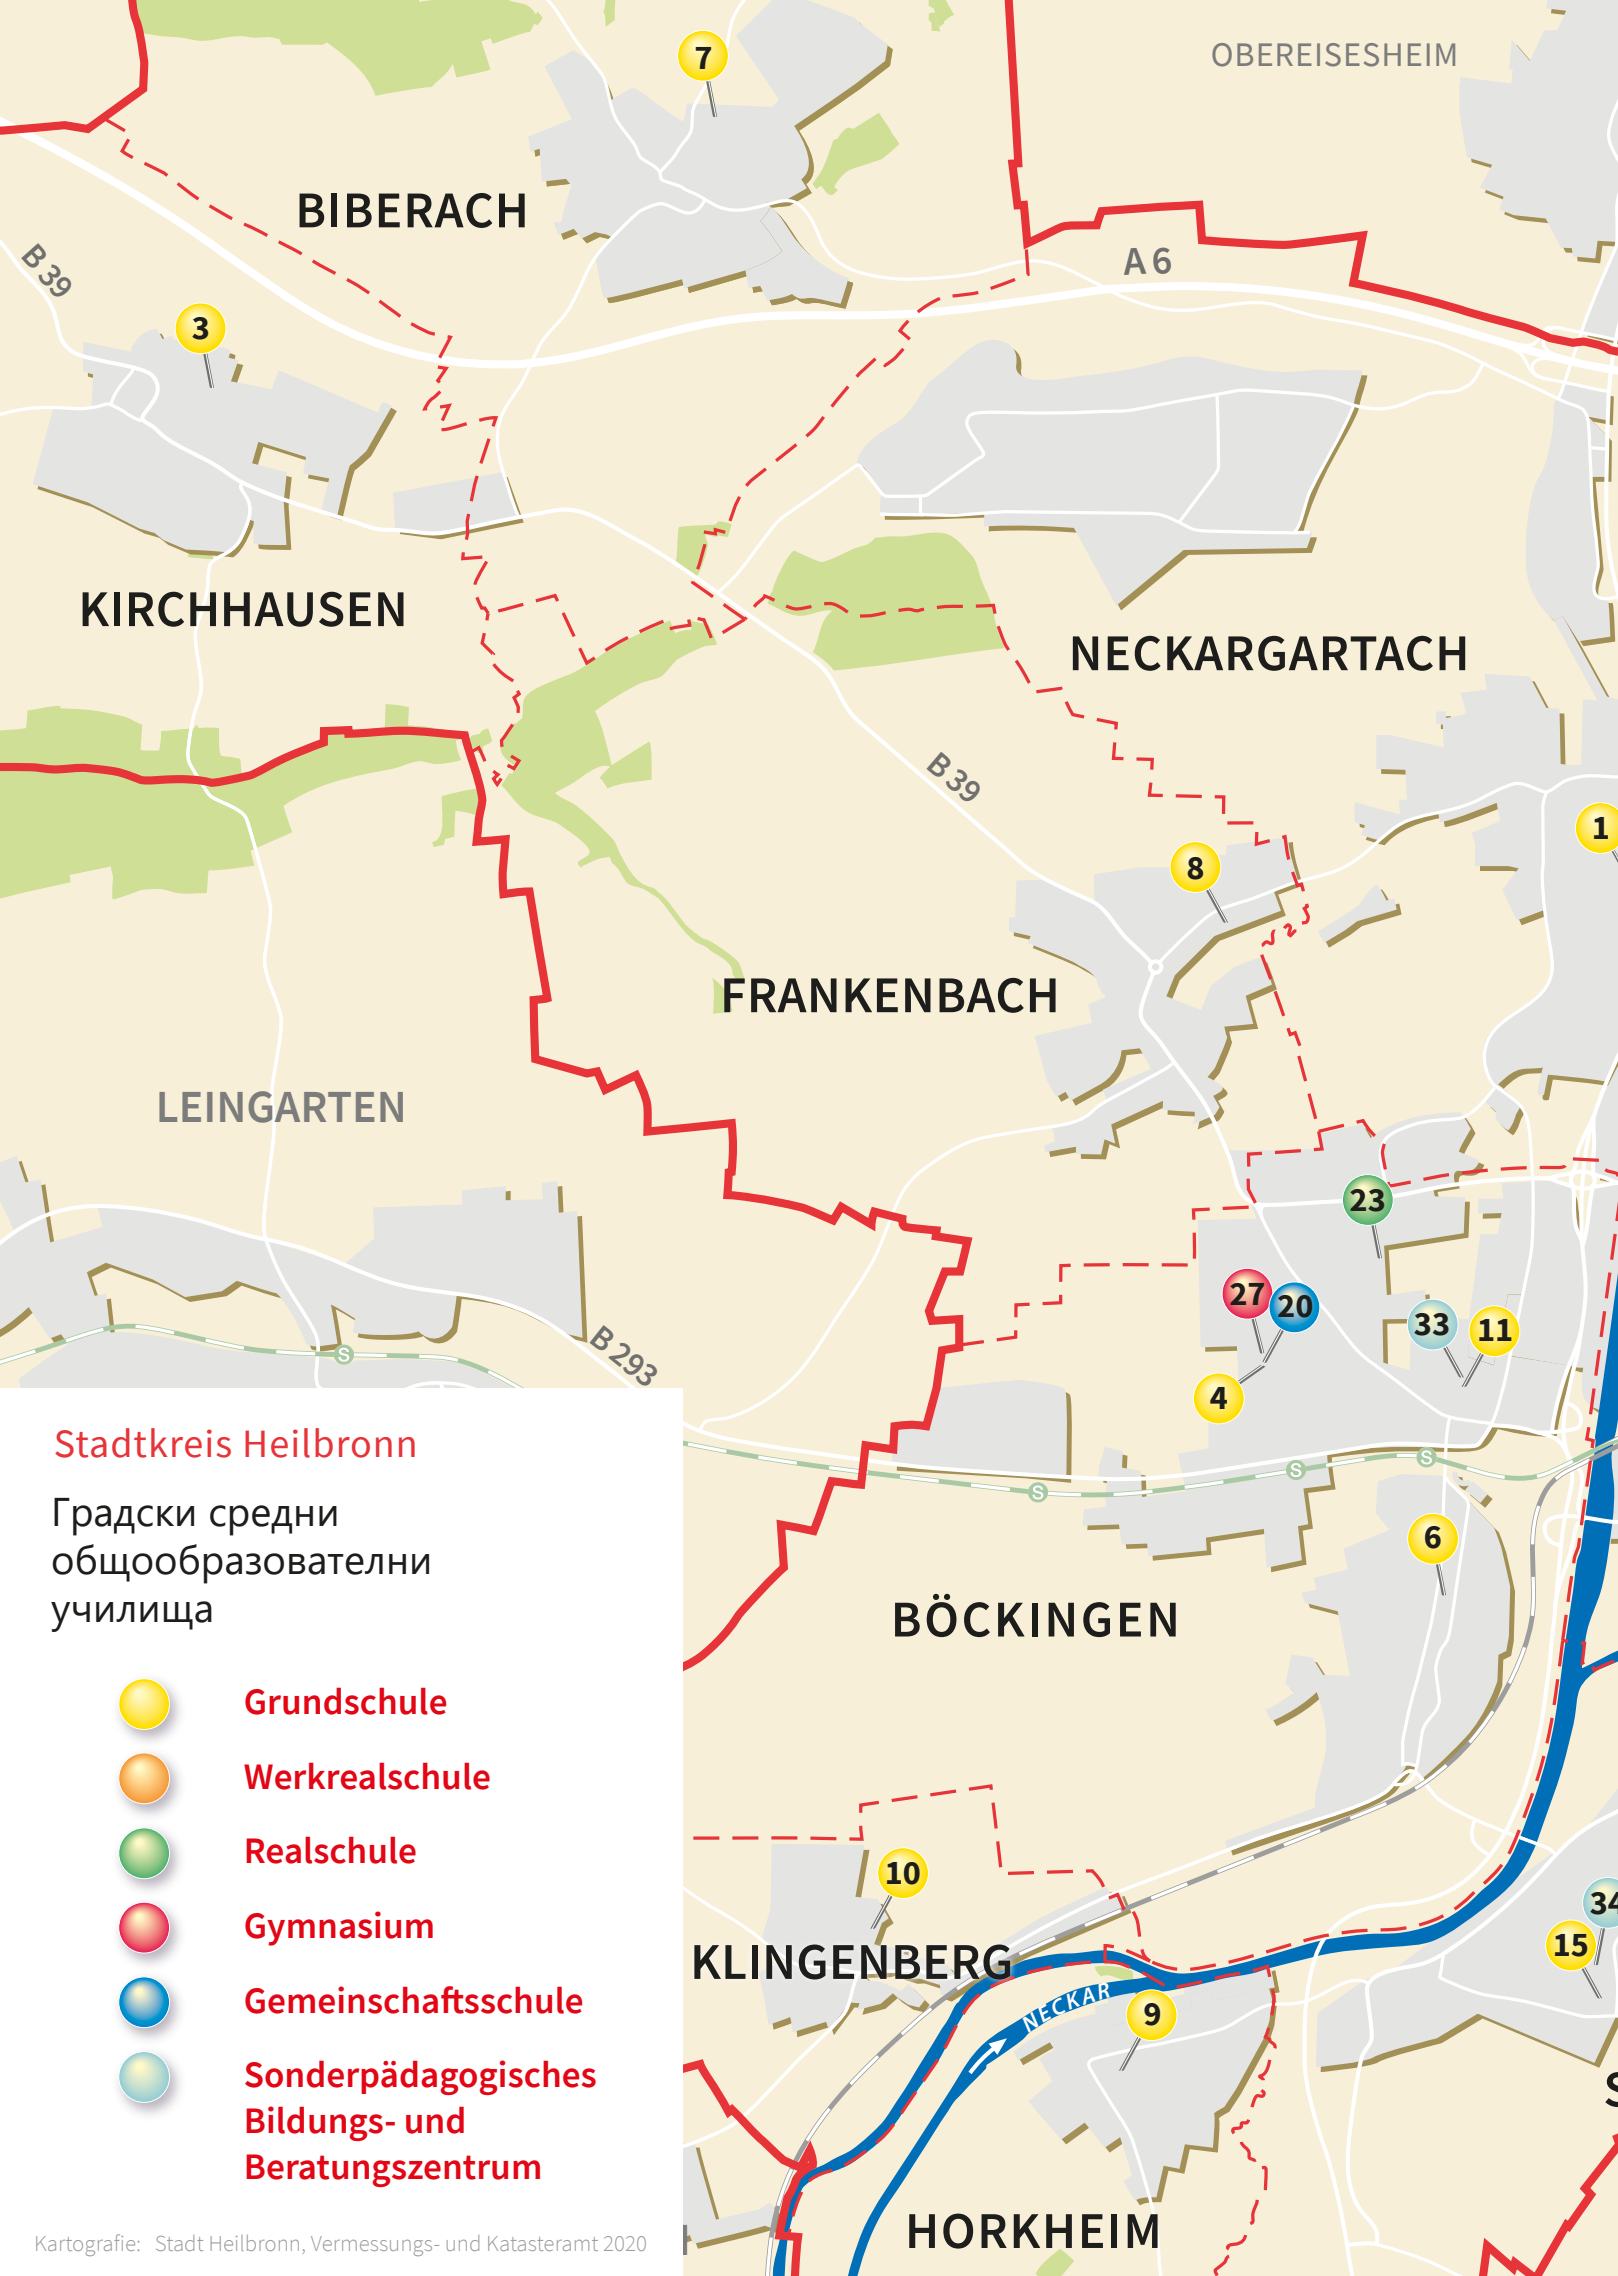 7
OBEREISESHEIM
BIBERACH
A 6
B 39
3
KIRCHHAUSEN
NECKARGARTACH
B 39
1
8
FRANKENBACH
LEINGARTEN
23
27
20
33
11
B 293
4
S
S
S
S
6
BÖCKINGEN
Stadtkreis Heilbronn
Градски средни
общообразователни
училища
Grundschule
Werkrealschule
Realschule
Gymnasium
Gemeinschaftsschule
Sonderpädagogisches
Bildungs- und
Beratungszentrum
10
34
15
KLINGENBERG
NECKAR
9
S
HORKHEIM
Kartografie: Stadt Heilbronn, Vermessungs- und Katasteramt 2020